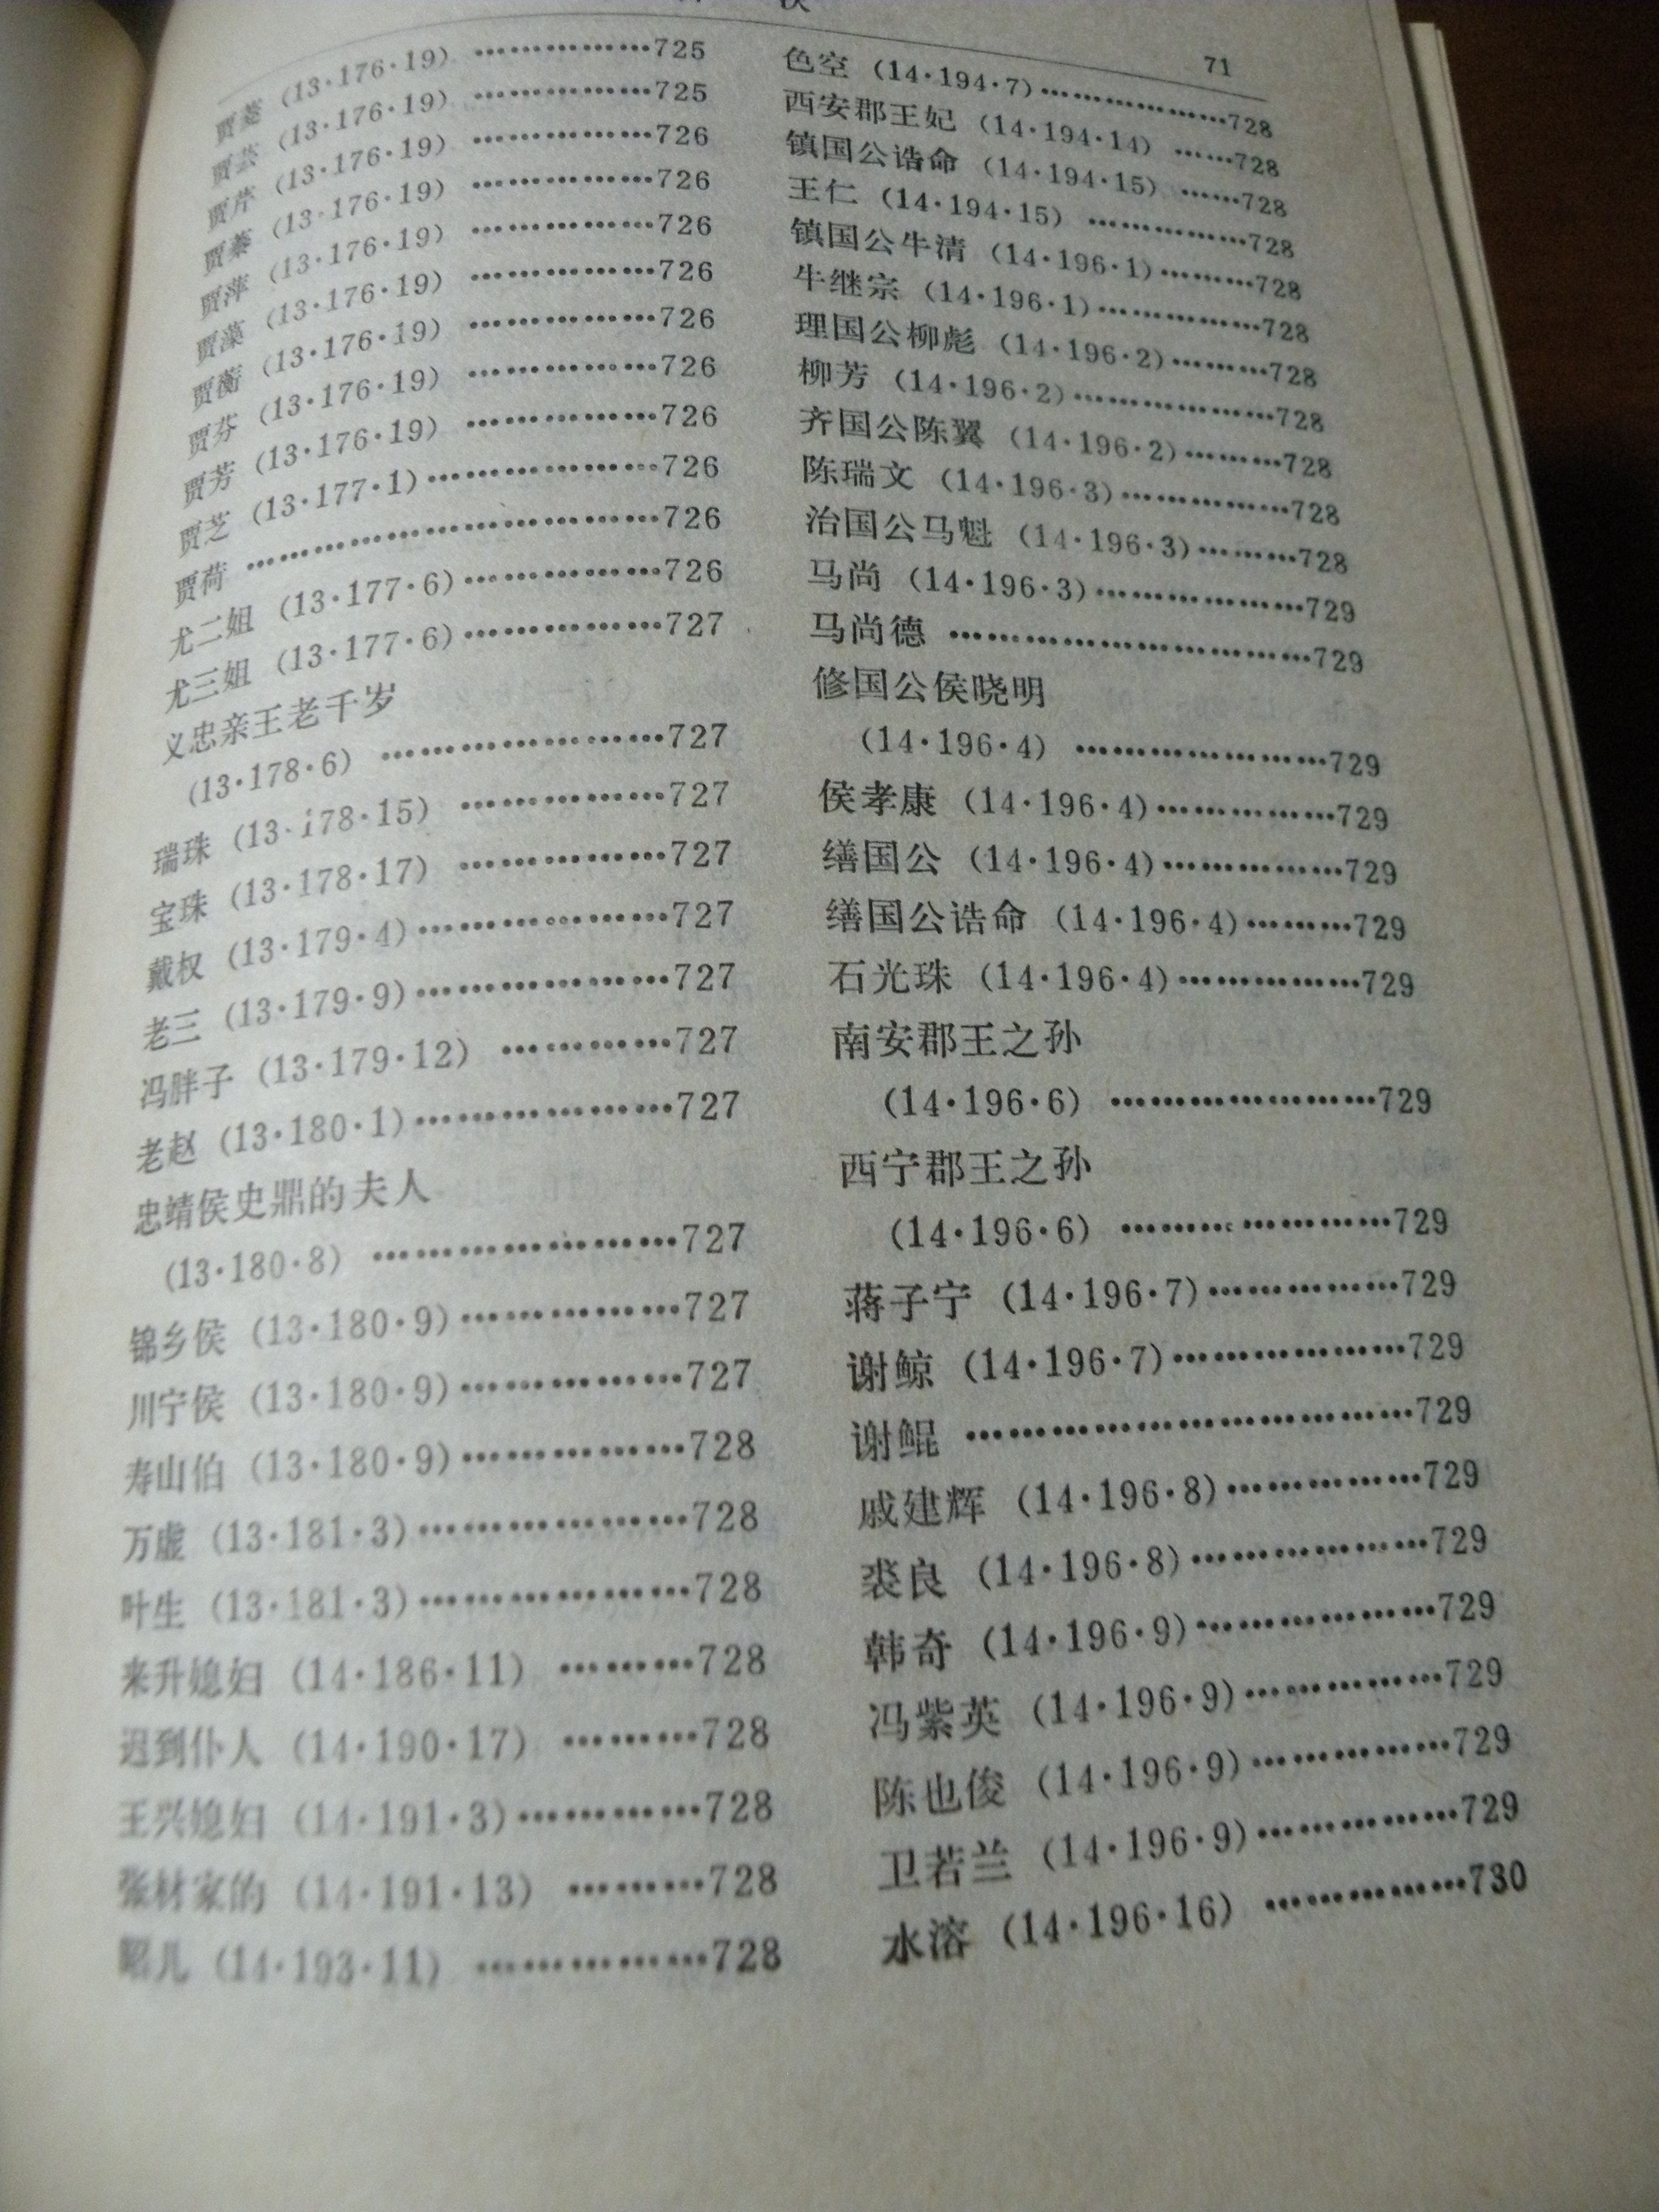 次
71
贾菱 (13·176·19) ……………725
贾芸 (13·176·19) ……………725
贾芹 (13·176·19) ……………726
贾蓁 (13·176·19) ……………726
贾萍 (13·176·19) ……………726
贾藻 (13·176·19) ……………726
贾蘅 (13·176·19) ……………726
贾芬 (13·176·19) ……………726
贾芳 (13·176·19) ……………726
贾芝 (13·177·1)………………726
贾荷 ………………………………726
尤二姐 (13·177·6)……………726
尤三姐 (13·177·6)……………727
义忠亲王老千岁
(13·178·6) ……………………727
瑞珠 (13·178·15) ……………727
宝珠 (13·178·17) ……………727
戴权 (13·179·4)………………727
老三 (13·179·9)………………727
冯胖子 (13·179·12) …………727
老赵 (13·180·1)………………727
忠靖侯史鼎的夫人
(13·180·8) ……………………727
锦乡侯 (13·180·9)……………727
川宁侯 (13·180·9)……………727
寿山伯 (13·180·9)……………728
万虚 (13·181·3)………………728
叶生 (13·181·3)………………728
来升媳妇 (14·186·11) ………728
迟到仆人 (14·190·17) ………728
王兴媳妇 (14·191·3)…………728
张材家的 (14·191·13) ………728
昭儿 (14·193·11) ……………728
色空 (14·194·7)………………728
西安郡王妃 (14·194·14) ……728
镇国公诰命 (14·194·15) ……728
王仁 (14·194·15) ……………728
镇国公牛清 (14·196·1)………728
牛继宗 (14·196·1)……………728
理国公柳彪 (14·196·2)………728
柳芳 (14·196·2)………………728
齐国公陈翼 (14·196·2)………728
陈瑞文 (14·196·3)……………728
治国公马魁 (14·196·3)………728
马尚 (14·196·3)………………729
马尚德 ……………………………729
修国公侯晓明
(14·196·4) ……………………729
侯孝康 (14·196·4)……………729
缮国公 (14·196·4)……………729
缮国公诰命 (14·196·4)………729
石光珠 (14·196·4)……………729
南安郡王之孙
(14·196·6) ……………………729
西宁郡王之孙
(14·196·6) ……………………729
蒋子宁 (14·196·7)……………729
谢鲸 (14·196·7)………………729
谢鲲 ………………………………729
戚建辉 (14·196·8)……………729
裘良 (14·196·8)………………729
韩奇 (14·196·9)………………729
冯紫英 (14·196·9)……………729
陈也俊 (14·196·9)……………729
卫若兰 (14·196·9)……………729
水溶 (14·196·16) ……………730